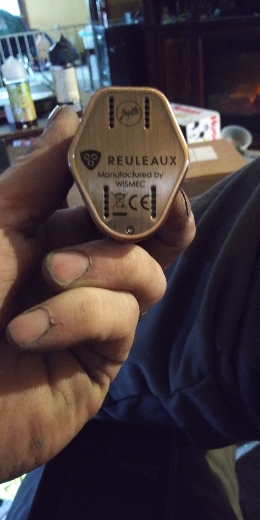 REULEAUX
Manufactured by
WISMEC
CE